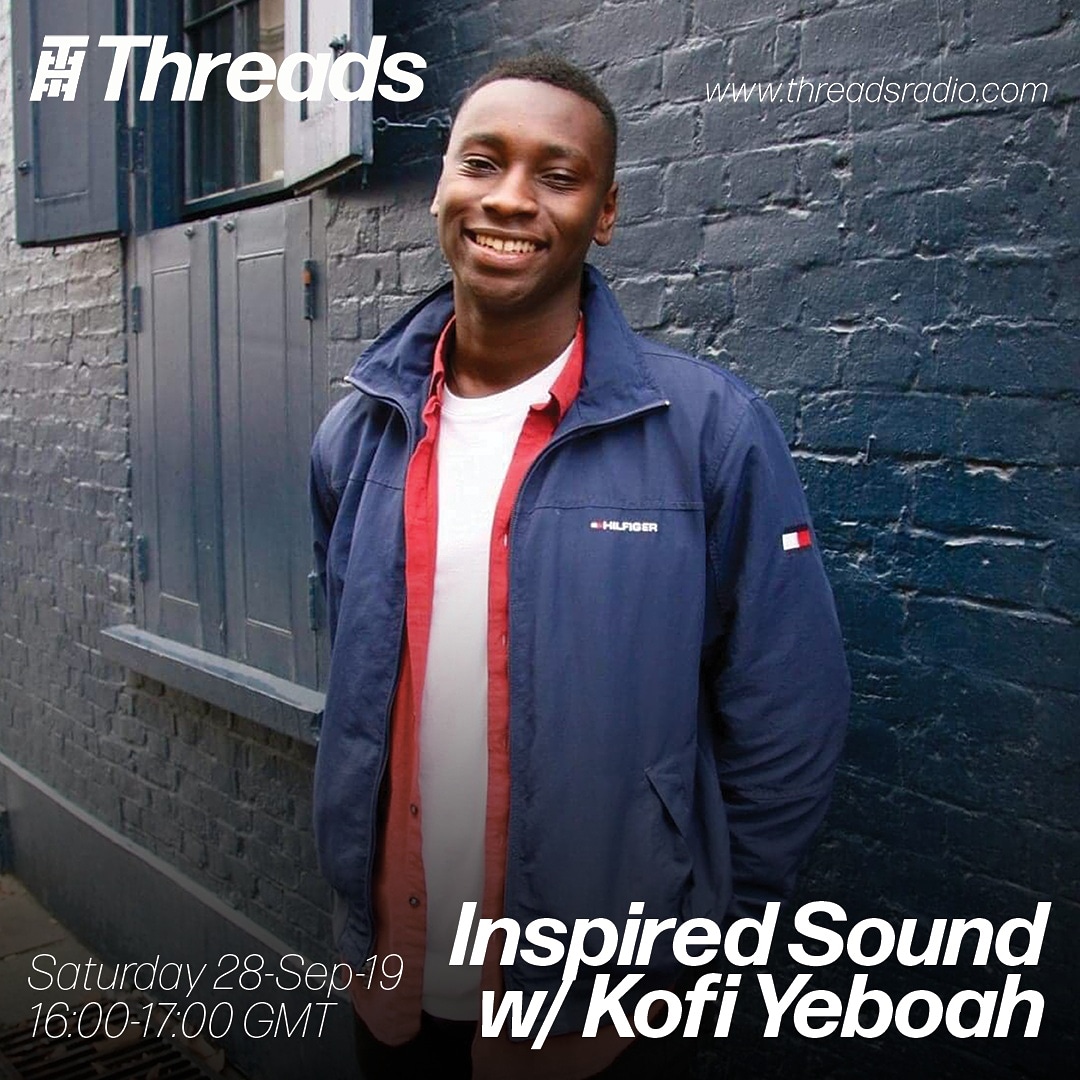 Threads
www.threadsradio.com
HILFIGER
Inspired Sound
w/ Kofi Yeboah
Saturday 28-Sep-19
16:00-17:00 GMT